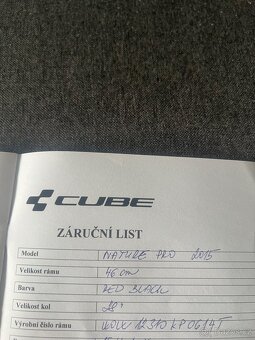 CUBE
ZÁRUČNÍ LIST
Model NATURE PRO 2015
Velikost rámu 46 cm
Barva RED BLACK
Velikost kol 28"
Výrobní číslo rámu